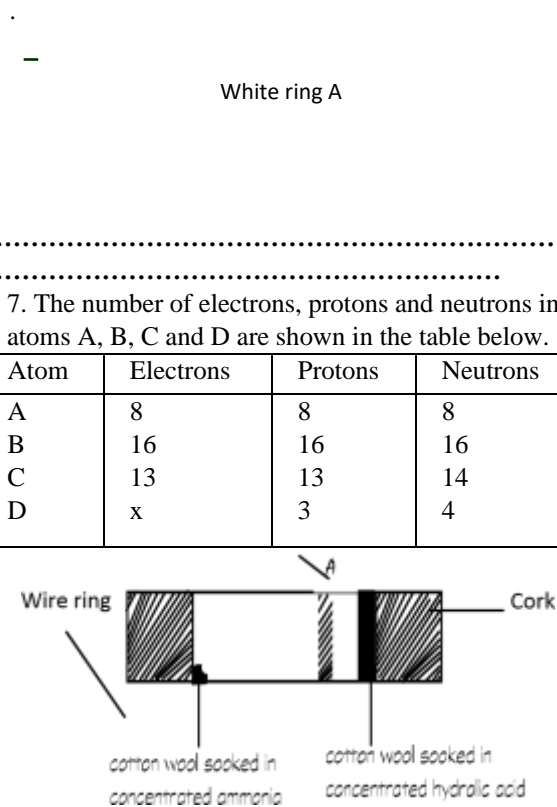 .
–
White ring A
................................................................
..........................................................
7. The number of electrons, protons and neutrons in
atoms A, B, C and D are shown in the table below.
Atom Electrons Protons Neutrons
A 8 8 8
B 16 16 16
C 13 13 14
D x 3 4
A
Wire ring
Cork
cotton wool soaked in
concentrated ammonia
cotton wool soaked in
concentrated hydralic acid